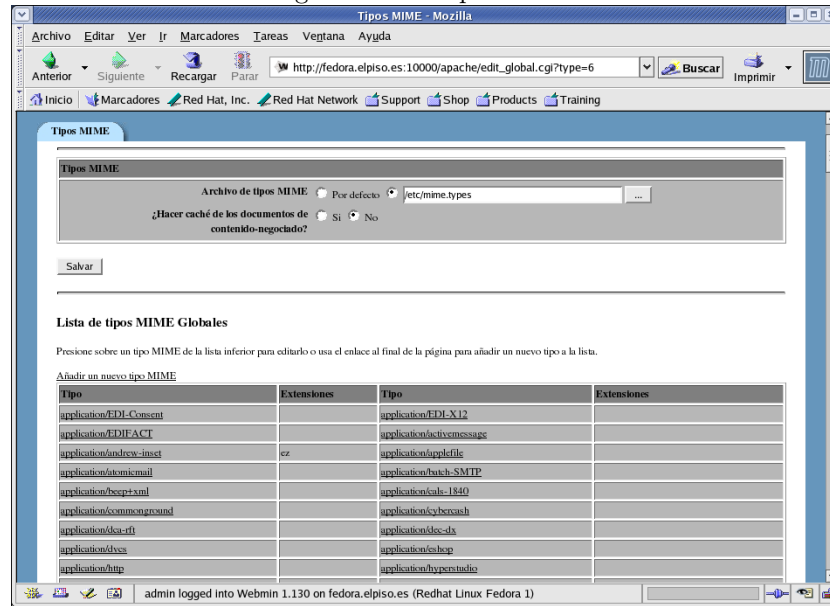 Tipos MIME - Mozilla
Archivo Editar Ver Ir Marcadores Tareas Ventana Ayuda
Anterior Siguiente Recargar Parar http://fedora.elpiso.es:10000/apache/edit_global.cgi?type=6 Buscar Imprimir
Inicio Marcadores Red Hat, Inc. Red Hat Network Support Shop Products Training
Tipos MIME
Tipos MIME
Archivo de tipos MIME Por defecto /etc/mime.types ...
¿Hacer caché de los documentos de contenido-negociado? Si No
Salvar
Lista de tipos MIME Globales
Presione sobre un tipo MIME de la lista inferior para editarlo o usa el enlace al final de la página para añadir un nuevo tipo a la lista.
Añadir un nuevo tipo MIME
Tipo Extensiones Tipo Extensiones
application/EDI-Consent application/EDI-X12
application/EDIFACT application/activemessage
application/andrew-inset ez application/applefile
application/atomicmail application/batch-SMTP
application/beep+xml application/cals-1840
application/commonground application/cybercash
application/dca-rft application/dec-dx
application/dvcs application/eshop
application/http application/hyperstudio
admin logged into Webmin 1.130 on fedora.elpiso.es (Redhat Linux Fedora 1)